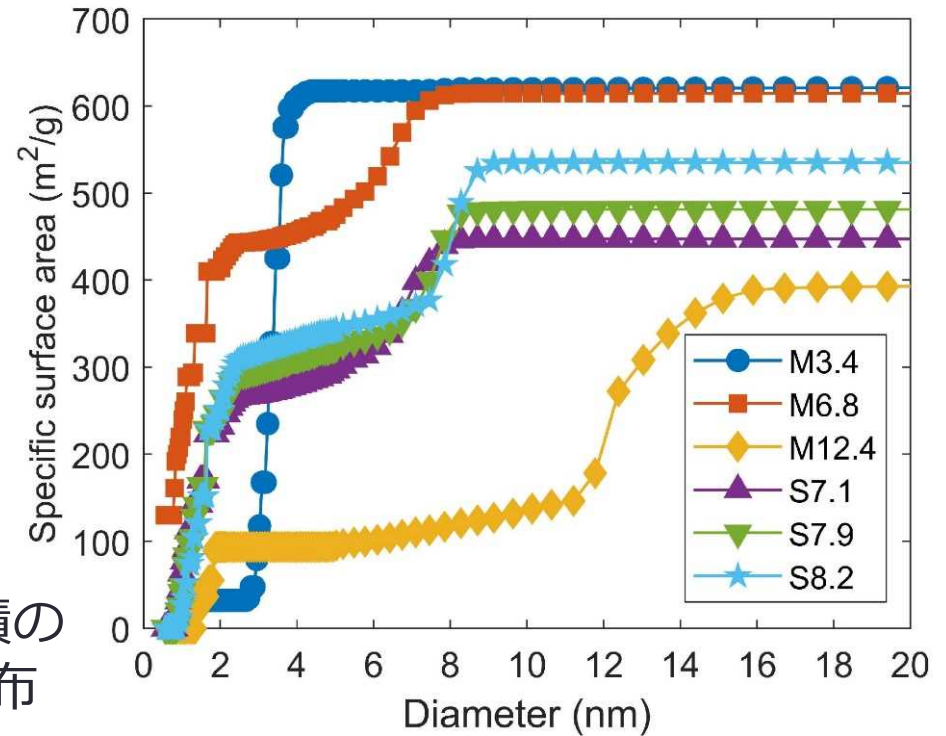 700
600
500
400
300
200
100
0
Specific surface area (m²/g)
0 2 4 6 8 10 12 14 16 18 20
Diameter (nm)
M3.4
M6.8
M12.4
S7.1
S7.9
S8.2
の
布